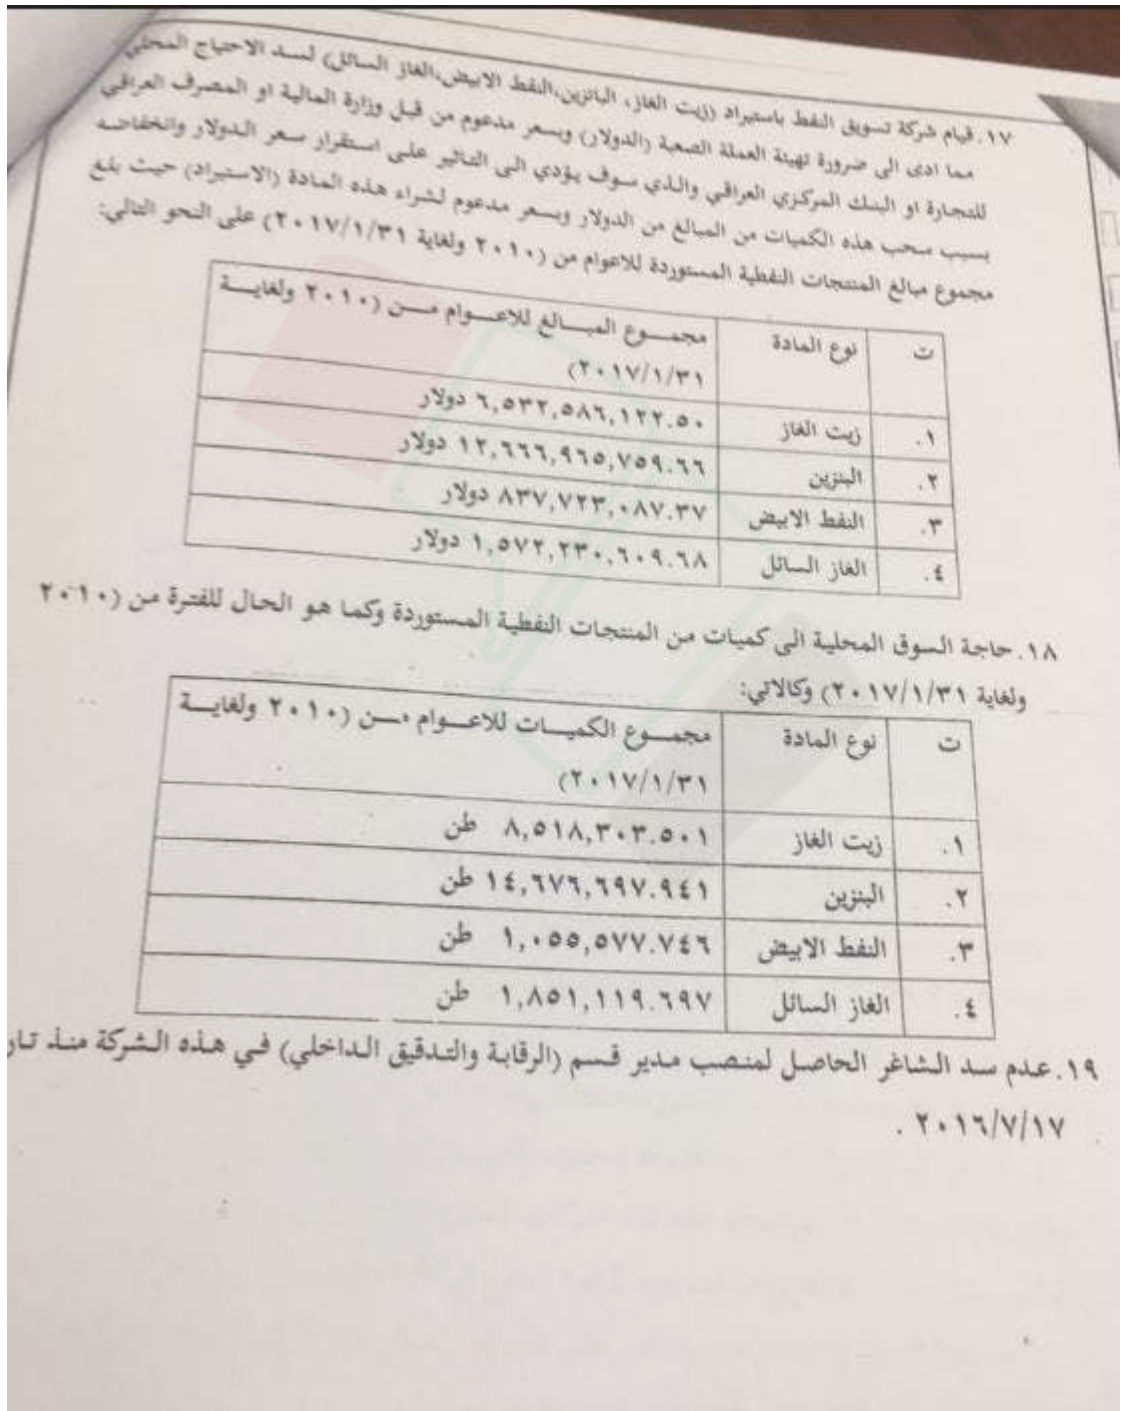 ١٧. قيام شركة تسويق النفط باستيراد (زيت الغاز، البانزين،النفط الابيض،الغاز السائل) لسد الاحتياج المحلي
مما ادى الى ضرورة تهيئة العملة الصعبة (الدولار) وبسعر مدعوم من قبل وزارة المالية او المصرف العراقي
للتجارة او البنك المركزي العراقي والذي سوف يؤدي الى التاثير على استقرار سعر الدولار وانخفاضه
بسبب سحب هذه الكميات من المبالغ من الدولار وبسعر مدعوم لشراء هذه المادة (الاستيراد) حيث بلغ
مجموع مبالغ المنتجات النفطية المستوردة للاعوام من (٢٠١٠ ولغاية ٢٠١٧/١/٣١) على النحو التالي:
ت نوع المادة مجموع المبالغ للاعوام من (٢٠١٠ ولغاية
٢٠١٧/١/٣١)
١. زيت الغاز ٦,٥٣٢,٥٨٦,١٢٢.٥٠ دولار
٢. البنزين ١٢,٦٦٦,٩٦٥,٧٥٩.٦٦ دولار
٣. النفط الابيض ٨٣٧,٧٢٣,٠٨٧.٣٧ دولار
٤. الغاز السائل ١,٥٧٢,٢٣٠,٦٠٩.٦٨ دولار
١٨. حاجة السوق المحلية الى كميات من المنتجات النفطية المستوردة وكما هو الحال للفترة من (٢٠١٠
ولغاية ٢٠١٧/١/٣١) وكالاتي:
ت نوع المادة مجموع الكميات للاعوام من (٢٠١٠ ولغاية
٢٠١٧/١/٣١)
١. زيت الغاز ٨,٥١٨,٣٠٣.٥٠١ طن
٢. البنزين ١٤,٦٧٦,٦٩٧.٩٤١ طن
٣. النفط الابيض ١,٠٥٥,٥٧٧.٧٤٦ طن
٤. الغاز السائل ١,٨٥١,١١٩.٦٩٧ طن
١٩. عدم سد الشاغر الحاصل لمنصب مدير قسم (الرقابة والتدقيق الداخلي) في هذه الشركة منذ تار
٢٠١٦/٧/١٧ .